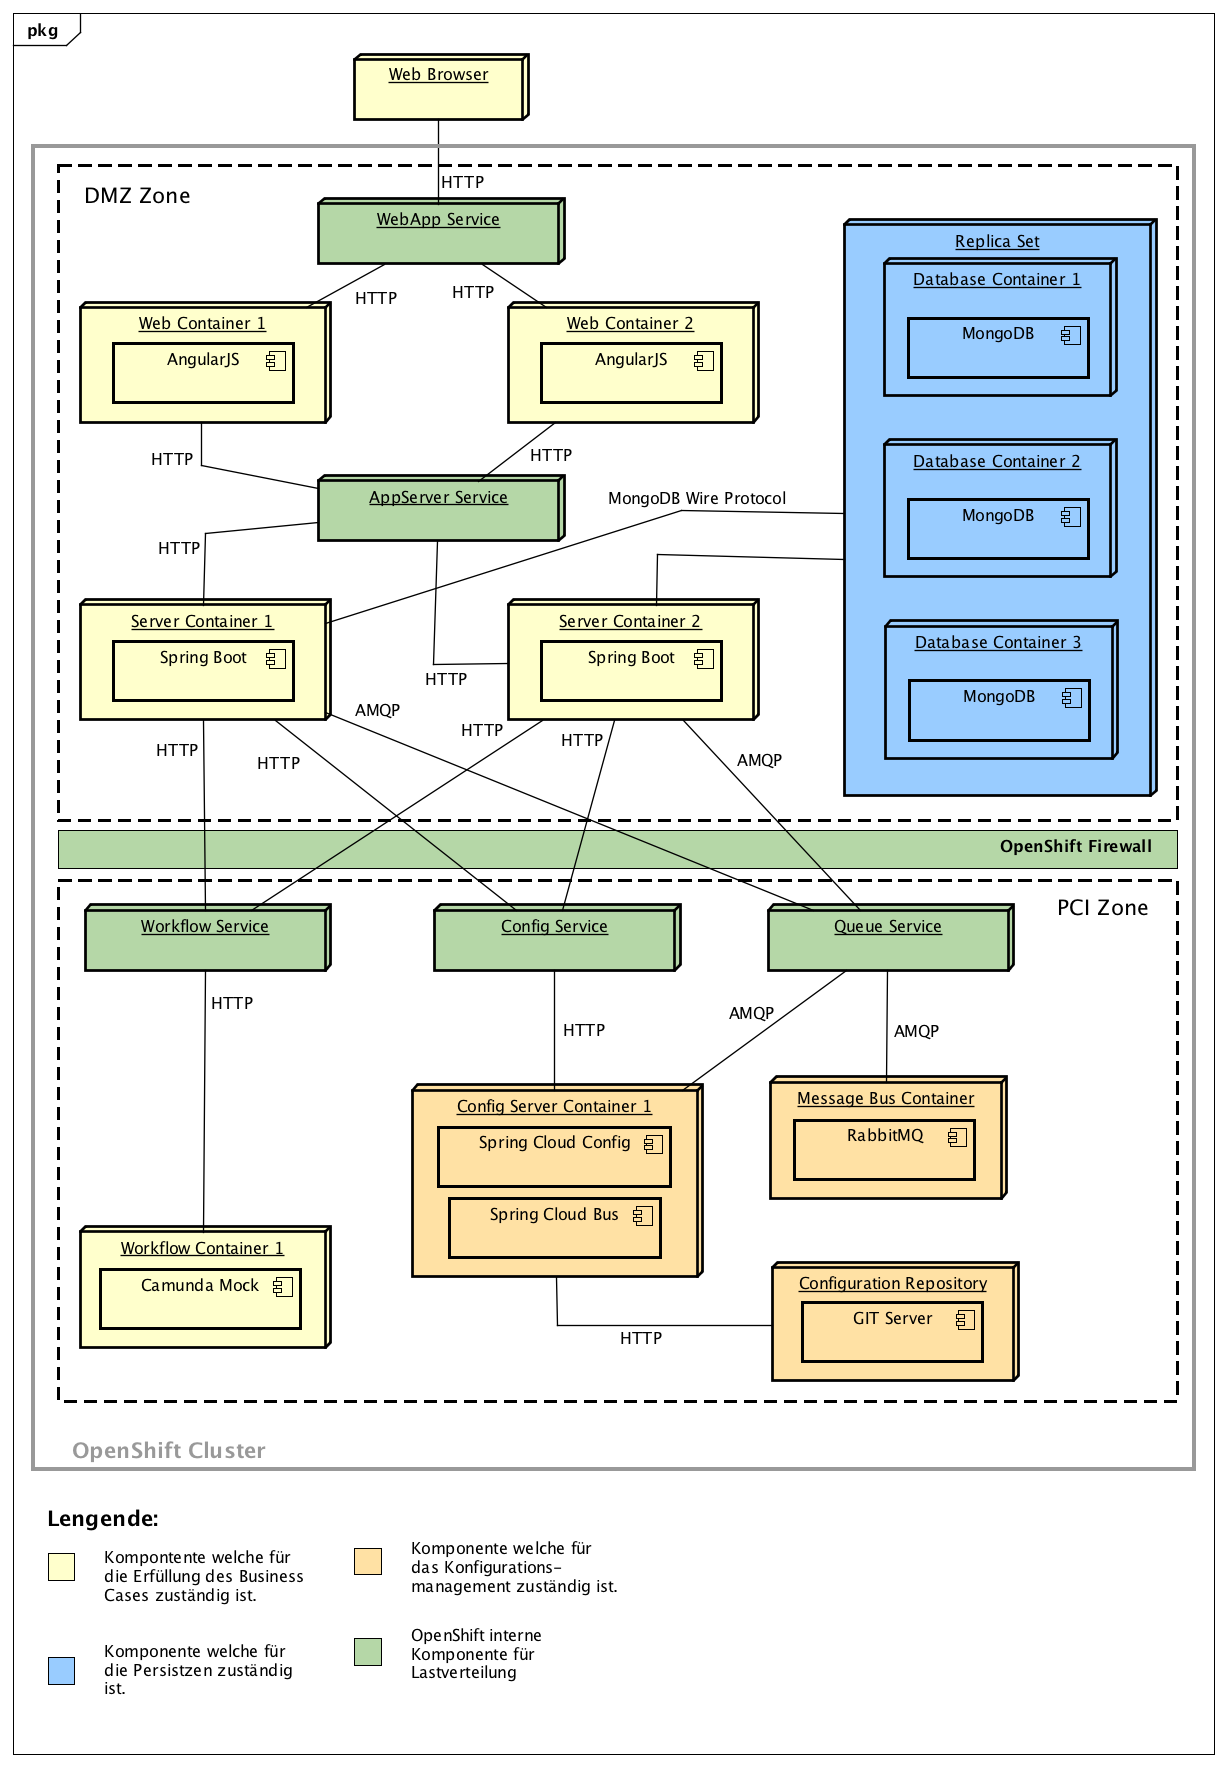 pkg
Web Browser
HTTP
DMZ Zone
WebApp Service
HTTP
HTTP
Web Container 1
AngularJS
Web Container 2
AngularJS
Replica Set
Database Container 1
MongoDB
Database Container 2
MongoDB
Database Container 3
MongoDB
HTTP
HTTP
AppServer Service
MongoDB Wire Protocol
HTTP
Server Container 1
Spring Boot
Server Container 2
Spring Boot
HTTP
AMQP
HTTP
HTTP
HTTP
HTTP
AMQP
OpenShift Firewall
PCI Zone
Workflow Service
Config Service
Queue Service
HTTP
HTTP
AMQP
AMQP
Config Server Container 1
Spring Cloud Config
Spring Cloud Bus
Message Bus Container
RabbitMQ
Workflow Container 1
Camunda Mock
Configuration Repository
GIT Server
HTTP
OpenShift Cluster
Lengende:
Kompontente welche für
die Erfüllung des Business
Cases zuständig ist.
Komponente welche für
das Konfigurations-
management zuständig ist.
Komponente welche für
die Persistzen zuständig
ist.
OpenShift interne
Komponente für
Lastverteilung